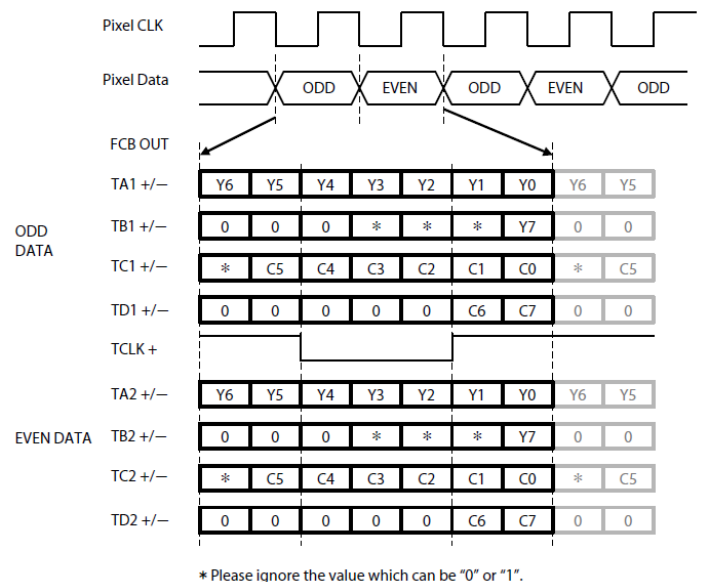 Pixel CLK
Pixel Data ODD EVEN ODD EVEN ODD
FCB OUT
TA1 +/− Y6 Y5 Y4 Y3 Y2 Y1 Y0 Y6 Y5
TB1 +/− 0 0 0 * * * Y7 0 0
ODD
DATA
TC1 +/− * C5 C4 C3 C2 C1 C0 * C5
TD1 +/− 0 0 0 0 0 C6 C7 0 0
TCLK +
TA2 +/− Y6 Y5 Y4 Y3 Y2 Y1 Y0 Y6 Y5
EVEN DATA TB2 +/− 0 0 0 * * * Y7 0 0
TC2 +/− * C5 C4 C3 C2 C1 C0 * C5
TD2 +/− 0 0 0 0 0 C6 C7 0 0
* Please ignore the value which can be “0” or “1”.